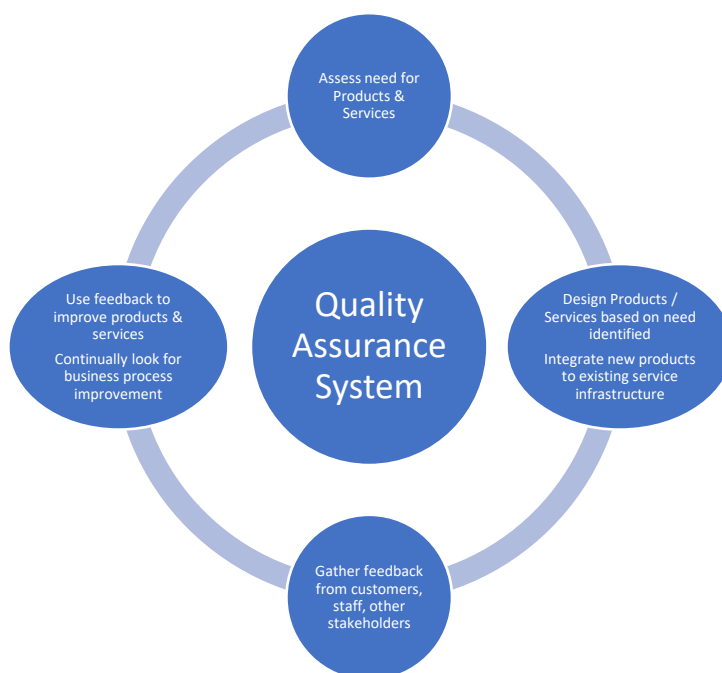 Assess need for
Products &
Services
Design Products /
Services based on need
identified
Integrate new products
to existing service
infrastructure
Gather feedback
from customers,
staff, other
stakeholders
Use feedback to
improve products &
services
Continually look for
business process
improvement
Quality
Assurance
System